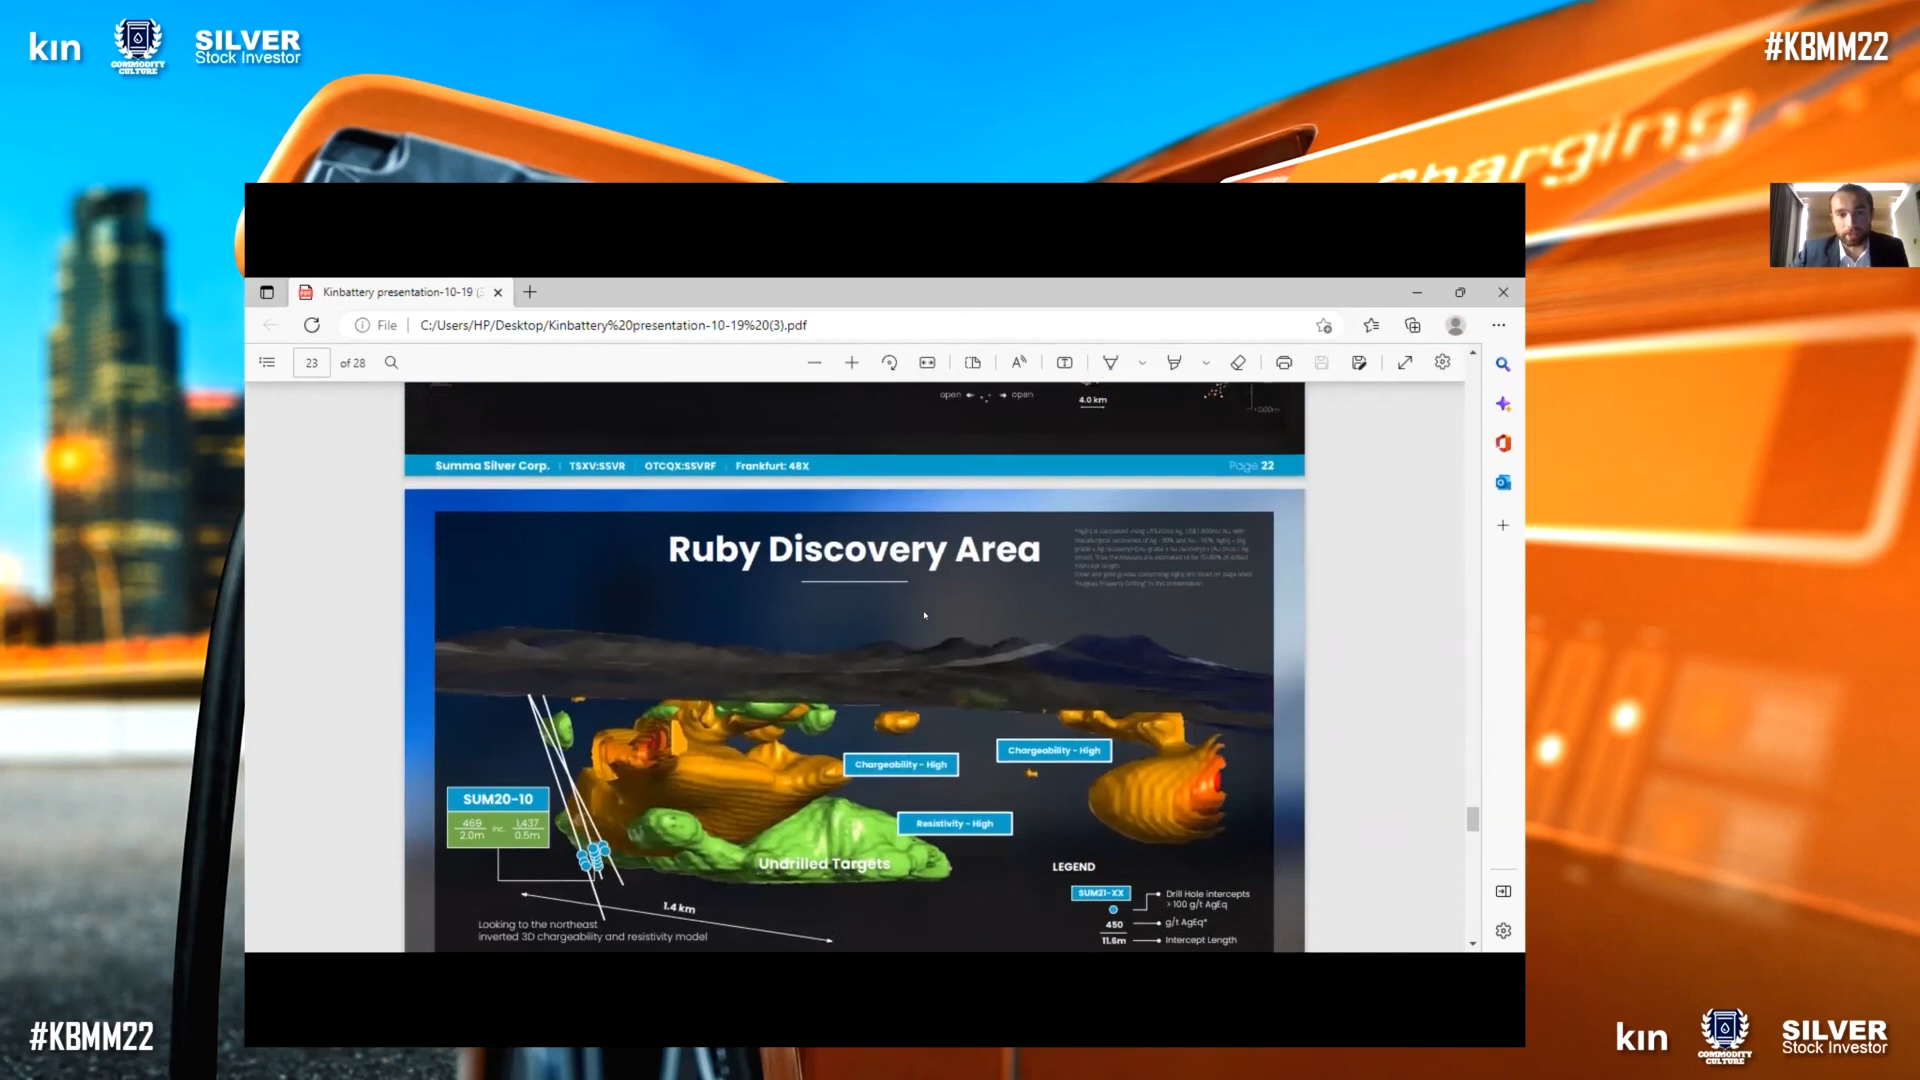 kin
COMMODITY
CULTURE
SILVER
Stock Investor
#KBMM22
Charging
Kinbattery presentation-10-19 (
File
C:/Users/HP/Desktop/Kinbattery%20presentation-10-19%20(3).pdf
23 of 28
open open
4.0 km
Summa Silver Corp. TSXV:SSVR OTCQX:SSVRF Frankfurt: 48X
Page 22
Ruby Discovery Area
Chargeability - High
Chargeability - High
SUM20-10
469 inc. 1,437
2.0m 0.5m
Resistivity - High
Undrilled Targets
1.4 km
Looking to the northeast
inverted 3D chargeability and resistivity model
LEGEND
SUM21-XX
Drill Hole intercepts
> 100 g/t AgEq
450 g/t AgEq*
11.6m Intercept Length
#KBMM22
kin
COMMODITY
CULTURE
SILVER
Stock Investor